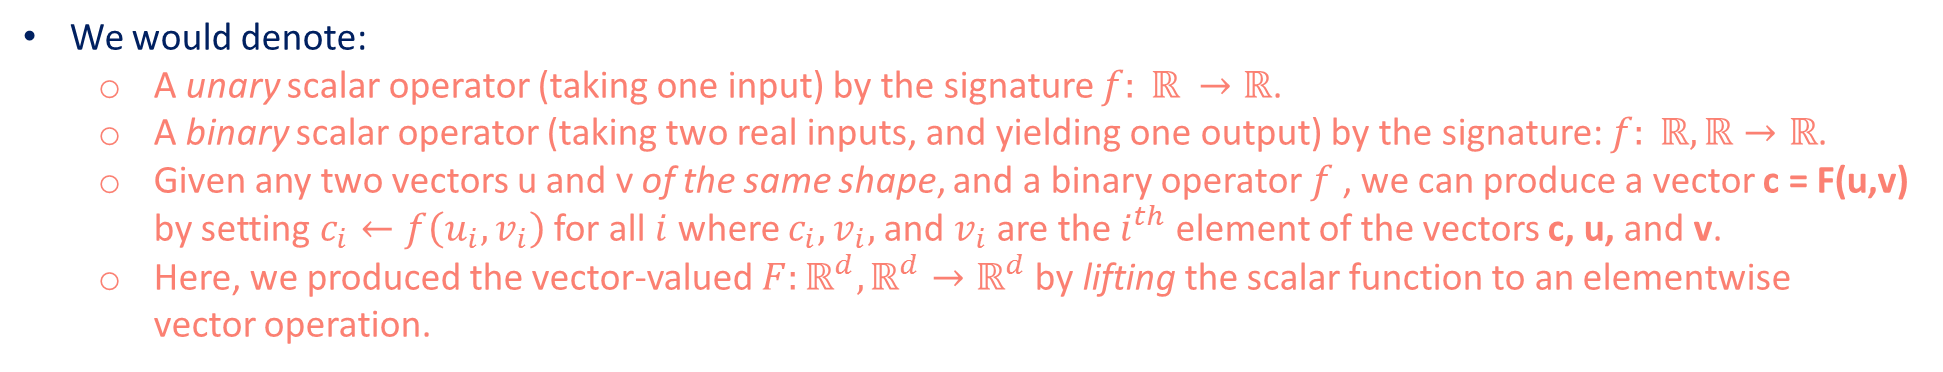 • We would denote:
○ A unary scalar operator (taking one input) by the signature 𝑓: ℝ → ℝ.
○ A binary scalar operator (taking two real inputs, and yielding one output) by the signature: 𝑓: ℝ, ℝ → ℝ.
○ Given any two vectors u and v of the same shape, and a binary operator 𝑓 , we can produce a vector c = F(u,v)
by setting 𝑐ᵢ ← 𝑓(𝑢ᵢ, 𝑣ᵢ) for all 𝑖 where 𝑐ᵢ, 𝑣ᵢ, and 𝑣ᵢ are the 𝑖ᵗʰ element of the vectors c, u, and v.
○ Here, we produced the vector-valued 𝐹: ℝᵈ, ℝᵈ → ℝᵈ by lifting the scalar function to an elementwise
vector operation.